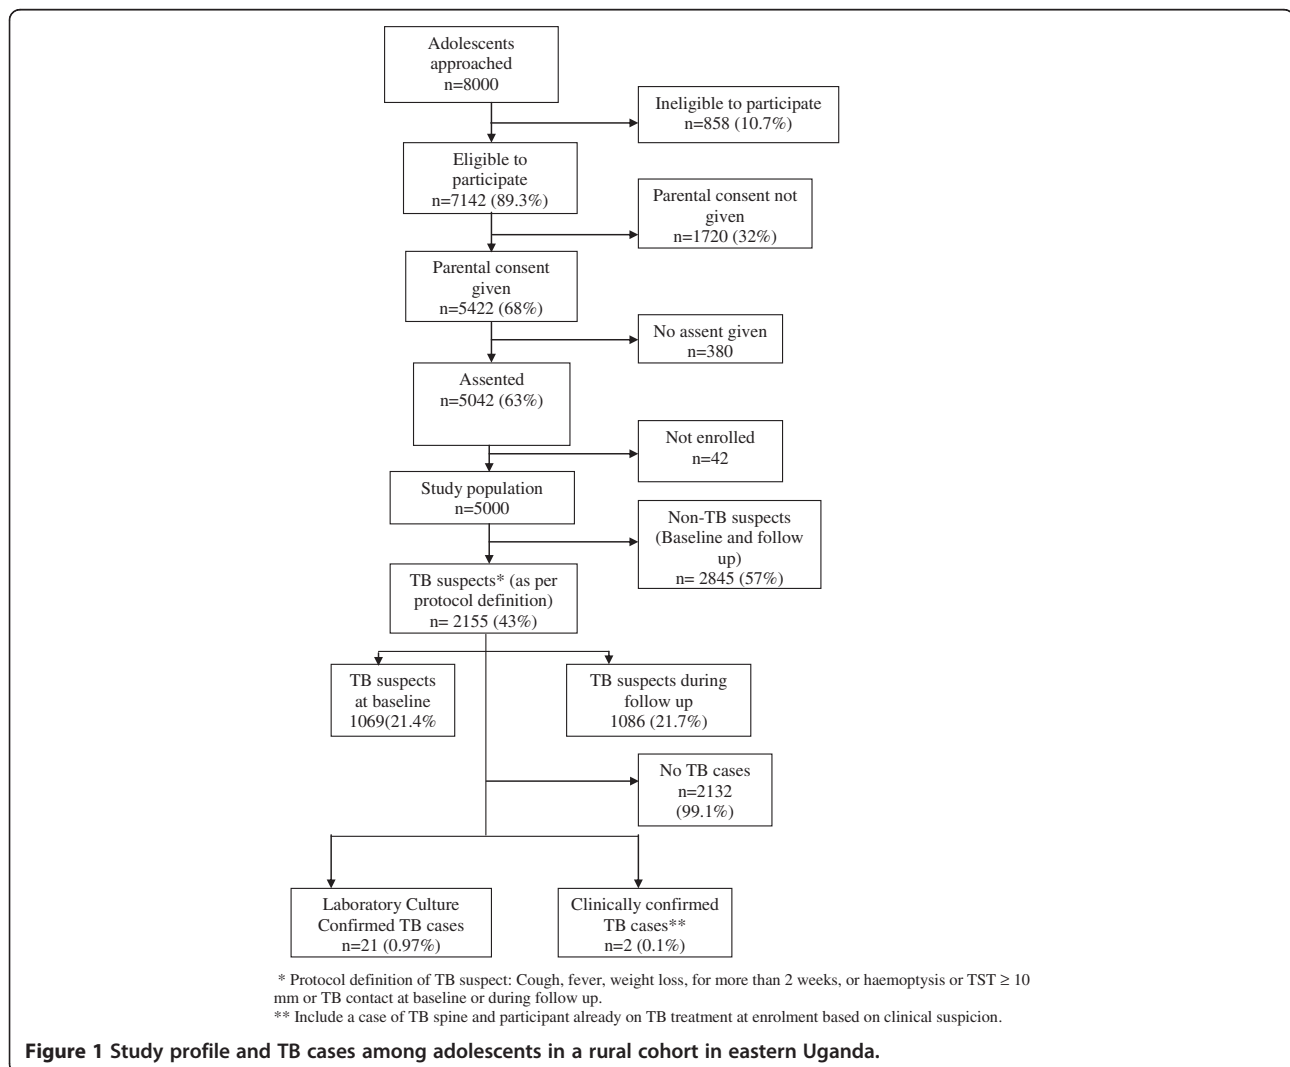 Adolescents
approached
n=8000
Ineligible to participate
n=858 (10.7%)
Eligible to
participate
n=7142 (89.3%)
Parental consent not
given
n=1720 (32%)
Parental consent
given
n=5422 (68%)
No assent given
n=380
Assented
n=5042 (63%)
Not enrolled
n=42
Study population
n=5000
Non-TB suspects
(Baseline and follow
up)
n= 2845 (57%)
TB suspects* (as per
protocol definition)
n= 2155 (43%)
TB suspects
at baseline
1069(21.4%
TB suspects during
follow up
1086 (21.7%)
No TB cases
n=2132
(99.1%)
Laboratory Culture
Confirmed TB cases
n=21 (0.97%)
Clinically confirmed
TB cases**
n=2 (0.1%)
* Protocol definition of TB suspect: Cough, fever, weight loss, for more than 2 weeks, or haemoptysis or TST ≥ 10
mm or TB contact at baseline or during follow up.
** Include a case of TB spine and participant already on TB treatment at enrolment based on clinical suspicion.
Figure 1 Study profile and TB cases among adolescents in a rural cohort in eastern Uganda.